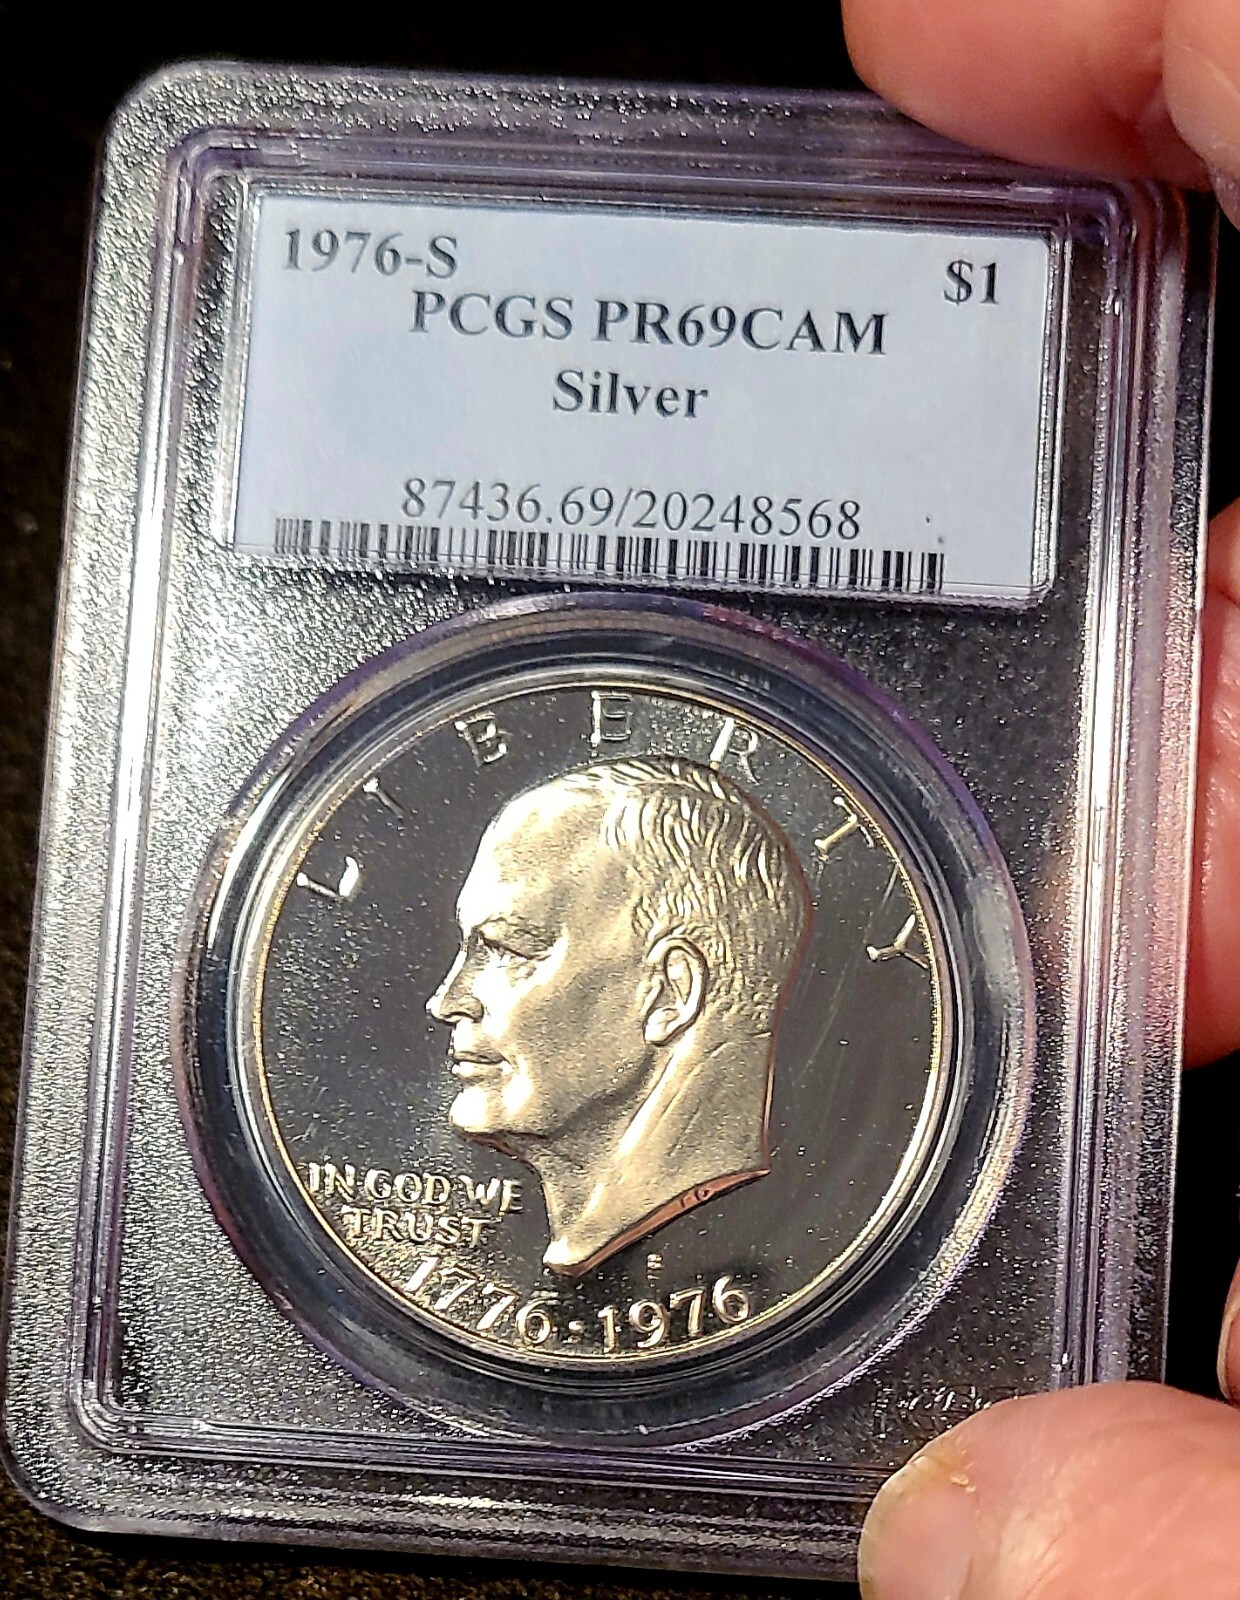 1976-S
$1
PCGS PR69CAM
Silver
87436.69/20248568
LIBERTY
IN GOD WE
TRUST
1776-1976